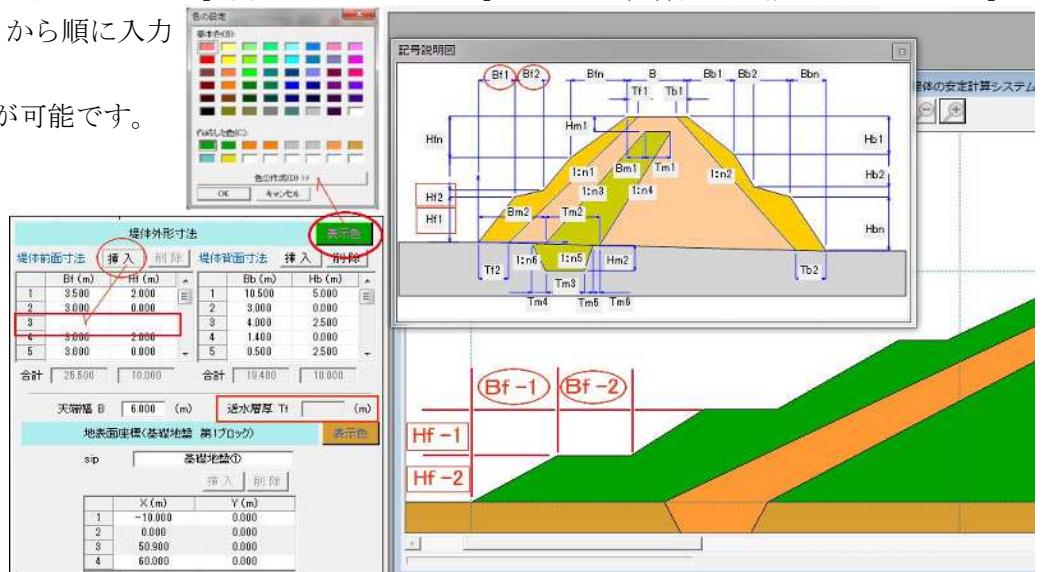 から順に入力
が可能です。
色の設定
基本色(B):
作成した色(C):
色の作成(D) >>
OK
キャンセル
記号説明図
Bf1
Bf2
Bfn
B
Bb1
Bb2
Bbn
Tf1
Tb1
Hm1
Hfn
Hf2
Hf1
1:n1
Bm1
Tm1
1:n2
1:n3
1:n4
Bm2
Tm2
Hb1
Hb2
Hbn
Tf2
1:n6
1:n5
Hm2
Tb2
Tm3
Tm4
Tm5
Tm6
堤体の安定計算システム
堤体外形寸法
表示色
堤体前面寸法
挿 入
削 除
堤体背面寸法
挿 入
削 除
Bf (m)
Hf (m)
Bb (m)
Hb (m)
1 3.500 2.000
1 10.500 5.000
2 3.000 0.000
2 3.000 0.000
3
3 4.000 2.500
4 3.000 2.000
4 1.400 0.000
5 3.000 0.000
5 0.500 2.500
合計 25.500 10.000
合計 19.400 10.000
天端幅 B 6.000 (m)
遮水層厚 Tf (m)
地表面座標(基礎地盤 第1ブロック)
表示色
sip 基礎地盤①
挿 入
削 除
X (m)
Y (m)
1 -10.000 0.000
2 0.000 0.000
3 50.900 0.000
4 60.000 0.000
Bf-1
Bf-2
Hf-1
Hf-2